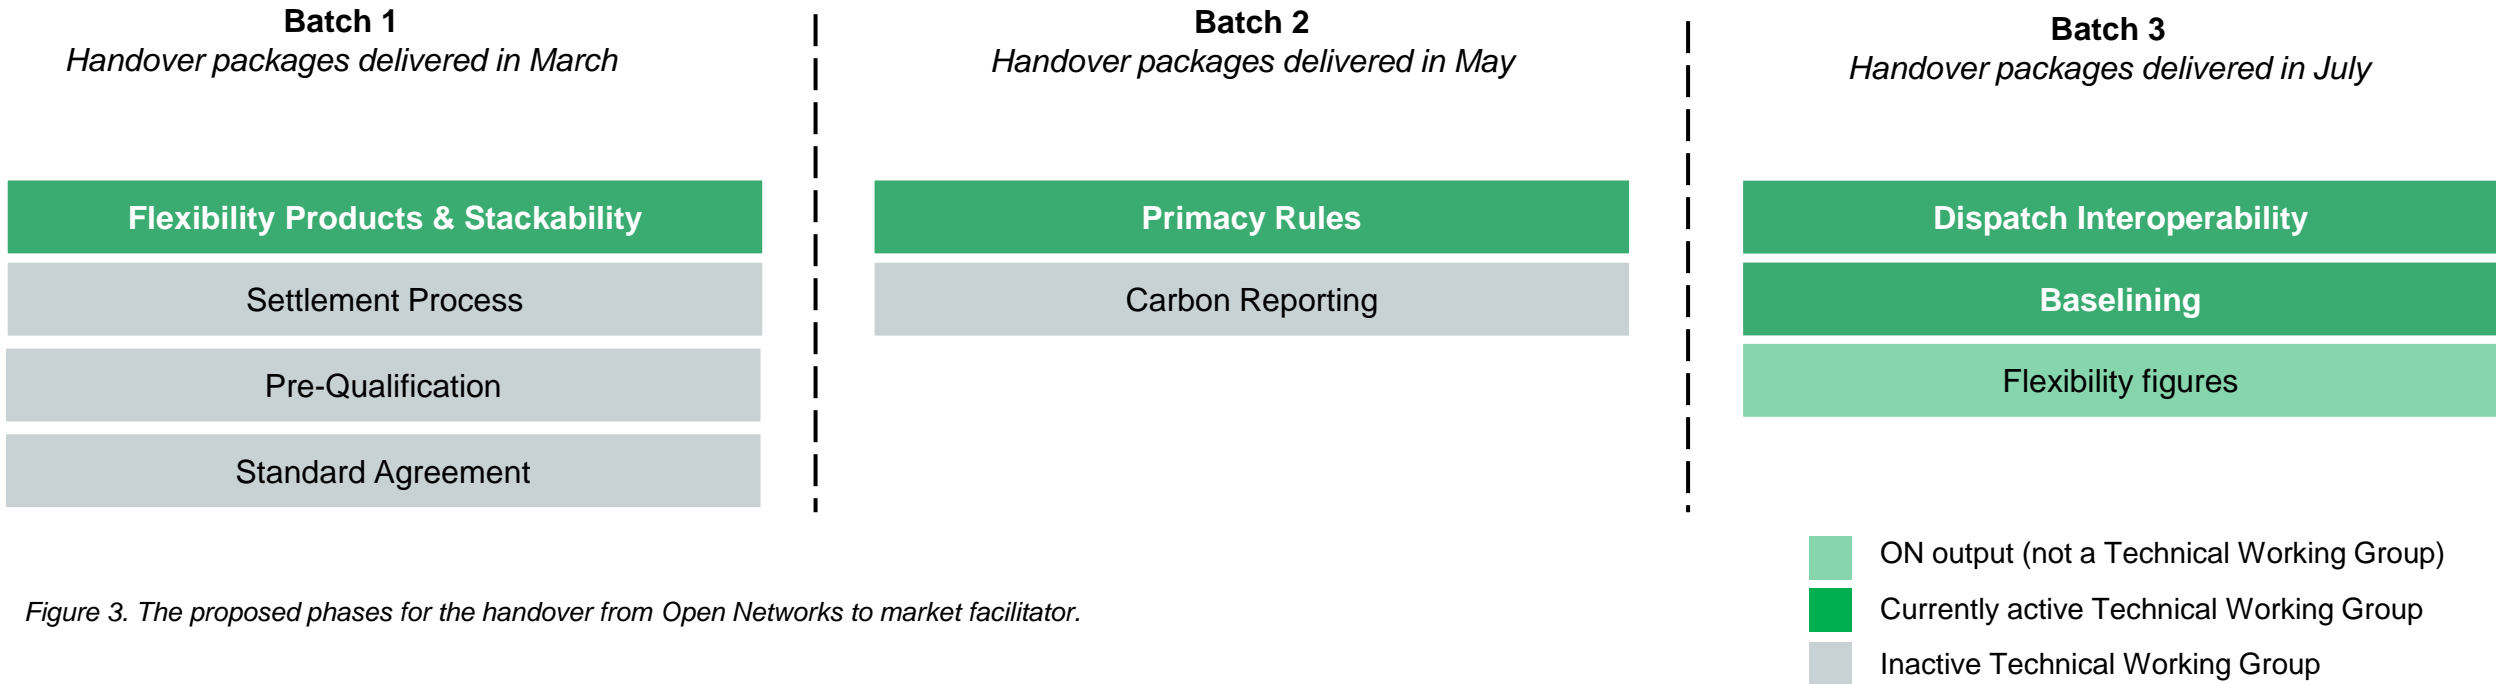 Batch 1
Handover packages delivered in March
Flexibility Products & Stackability
Settlement Process
Pre-Qualification
Standard Agreement
Batch 2
Handover packages delivered in May
Primacy Rules
Carbon Reporting
Batch 3
Handover packages delivered in July
Dispatch Interoperability
Baselining
Flexibility figures
ON output (not a Technical Working Group)
Currently active Technical Working Group
Inactive Technical Working Group
Figure 3. The proposed phases for the handover from Open Networks to market facilitator.